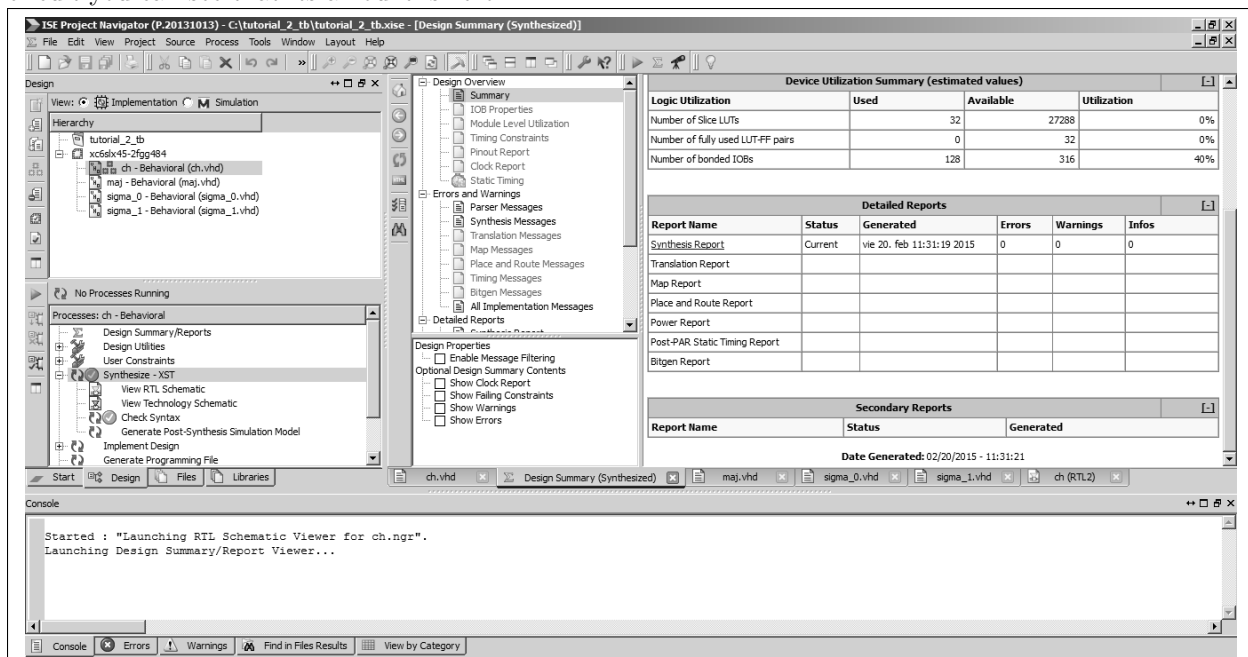 ISE Project Navigator (P.20131013) - C:\tutorial_2_tb\tutorial_2_tb.xise - [Design Summary (Synthesized)]
File Edit View Project Source Process Tools Window Layout Help
Design
View: Implementation Simulation
Hierarchy
tutorial_2_tb
xc6slx45-2fgg484
ch - Behavioral (ch.vhd)
maj - Behavioral (maj.vhd)
sigma_0 - Behavioral (sigma_0.vhd)
sigma_1 - Behavioral (sigma_1.vhd)
No Processes Running
Processes: ch - Behavioral
Design Summary/Reports
Design Utilities
User Constraints
Synthesize - XST
View RTL Schematic
View Technology Schematic
Check Syntax
Generate Post-Synthesis Simulation Model
Implement Design
Generate Programming File
Start Design Files Libraries
Design Overview
Summary
IOB Properties
Module Level Utilization
Timing Constraints
Pinout Report
Clock Report
Static Timing
Errors and Warnings
Parser Messages
Synthesis Messages
Translation Messages
Map Messages
Place and Route Messages
Timing Messages
Bitgen Messages
All Implementation Messages
Detailed Reports
Design Properties
Enable Message Filtering
Optional Design Summary Contents
Show Clock Report
Show Failing Constraints
Show Warnings
Show Errors
Device Utilization Summary (estimated values) [-]
Logic Utilization Used Available Utilization
Number of Slice LUTs 32 27288 0%
Number of fully used LUT-FF pairs 0 32 0%
Number of bonded IOBs 128 316 40%
Detailed Reports [-]
Report Name Status Generated Errors Warnings Infos
Synthesis Report Current vie 20. feb 11:31:19 2015 0 0 0
Translation Report
Map Report
Place and Route Report
Power Report
Post-PAR Static Timing Report
Bitgen Report
Secondary Reports [-]
Report Name Status Generated
Date Generated: 02/20/2015 - 11:31:21
ch.vhd Design Summary (Synthesized) maj.vhd sigma_0.vhd sigma_1.vhd ch (RTL2)
Console
Started : "Launching RTL Schematic Viewer for ch.ngr".
Launching Design Summary/Report Viewer...
Console Errors Warnings Find in Files Results View by Category